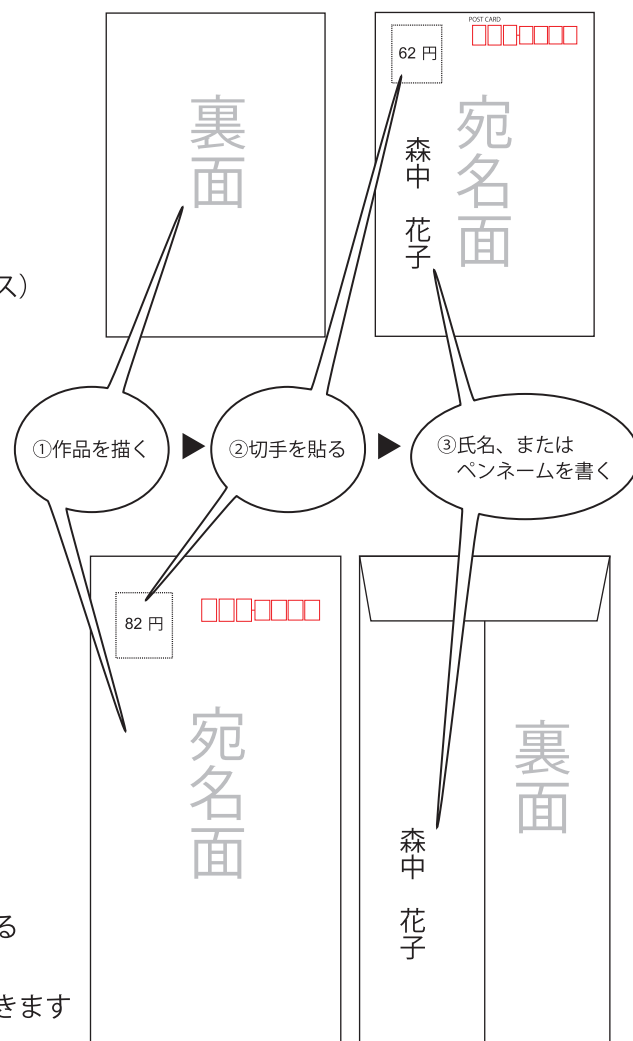 裏面
POST CARD
62 円
宛名面
森中 花子
ス）
①作品を描く
②切手を貼る
③氏名、または
ペンネームを書く
82 円
宛名面
裏面
森中 花子
る
きます